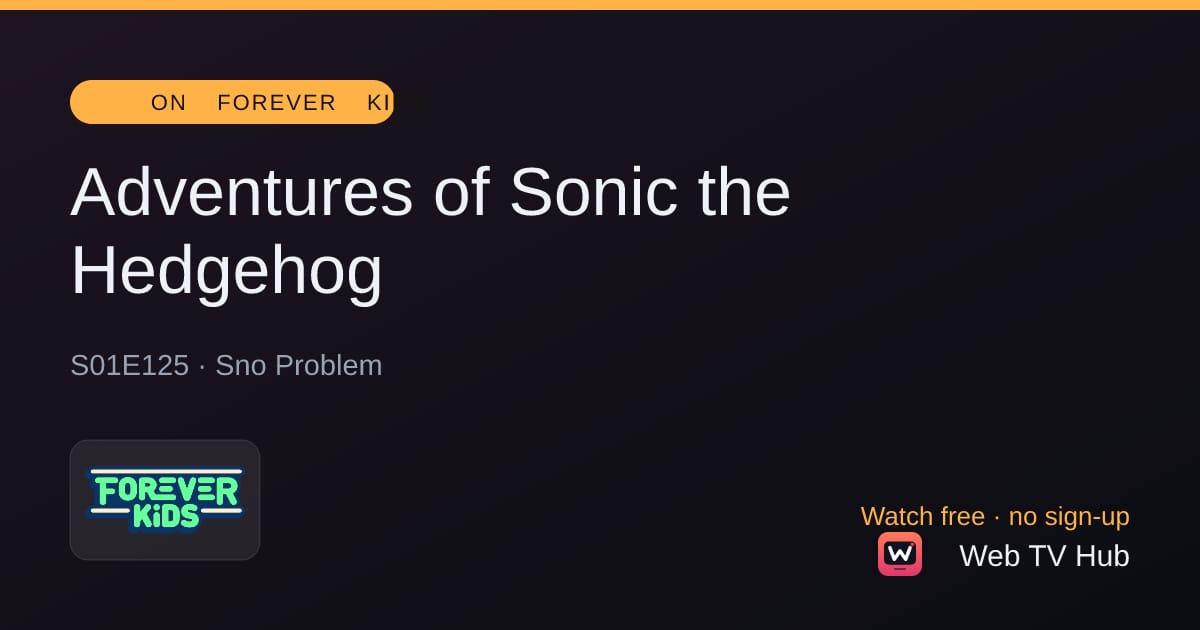 ON FOREVER KI
Adventures of Sonic the
Hedgehog
S01E125 · Sno Problem
FOREVER
KiDS
Watch free · no sign-up
W Web TV Hub